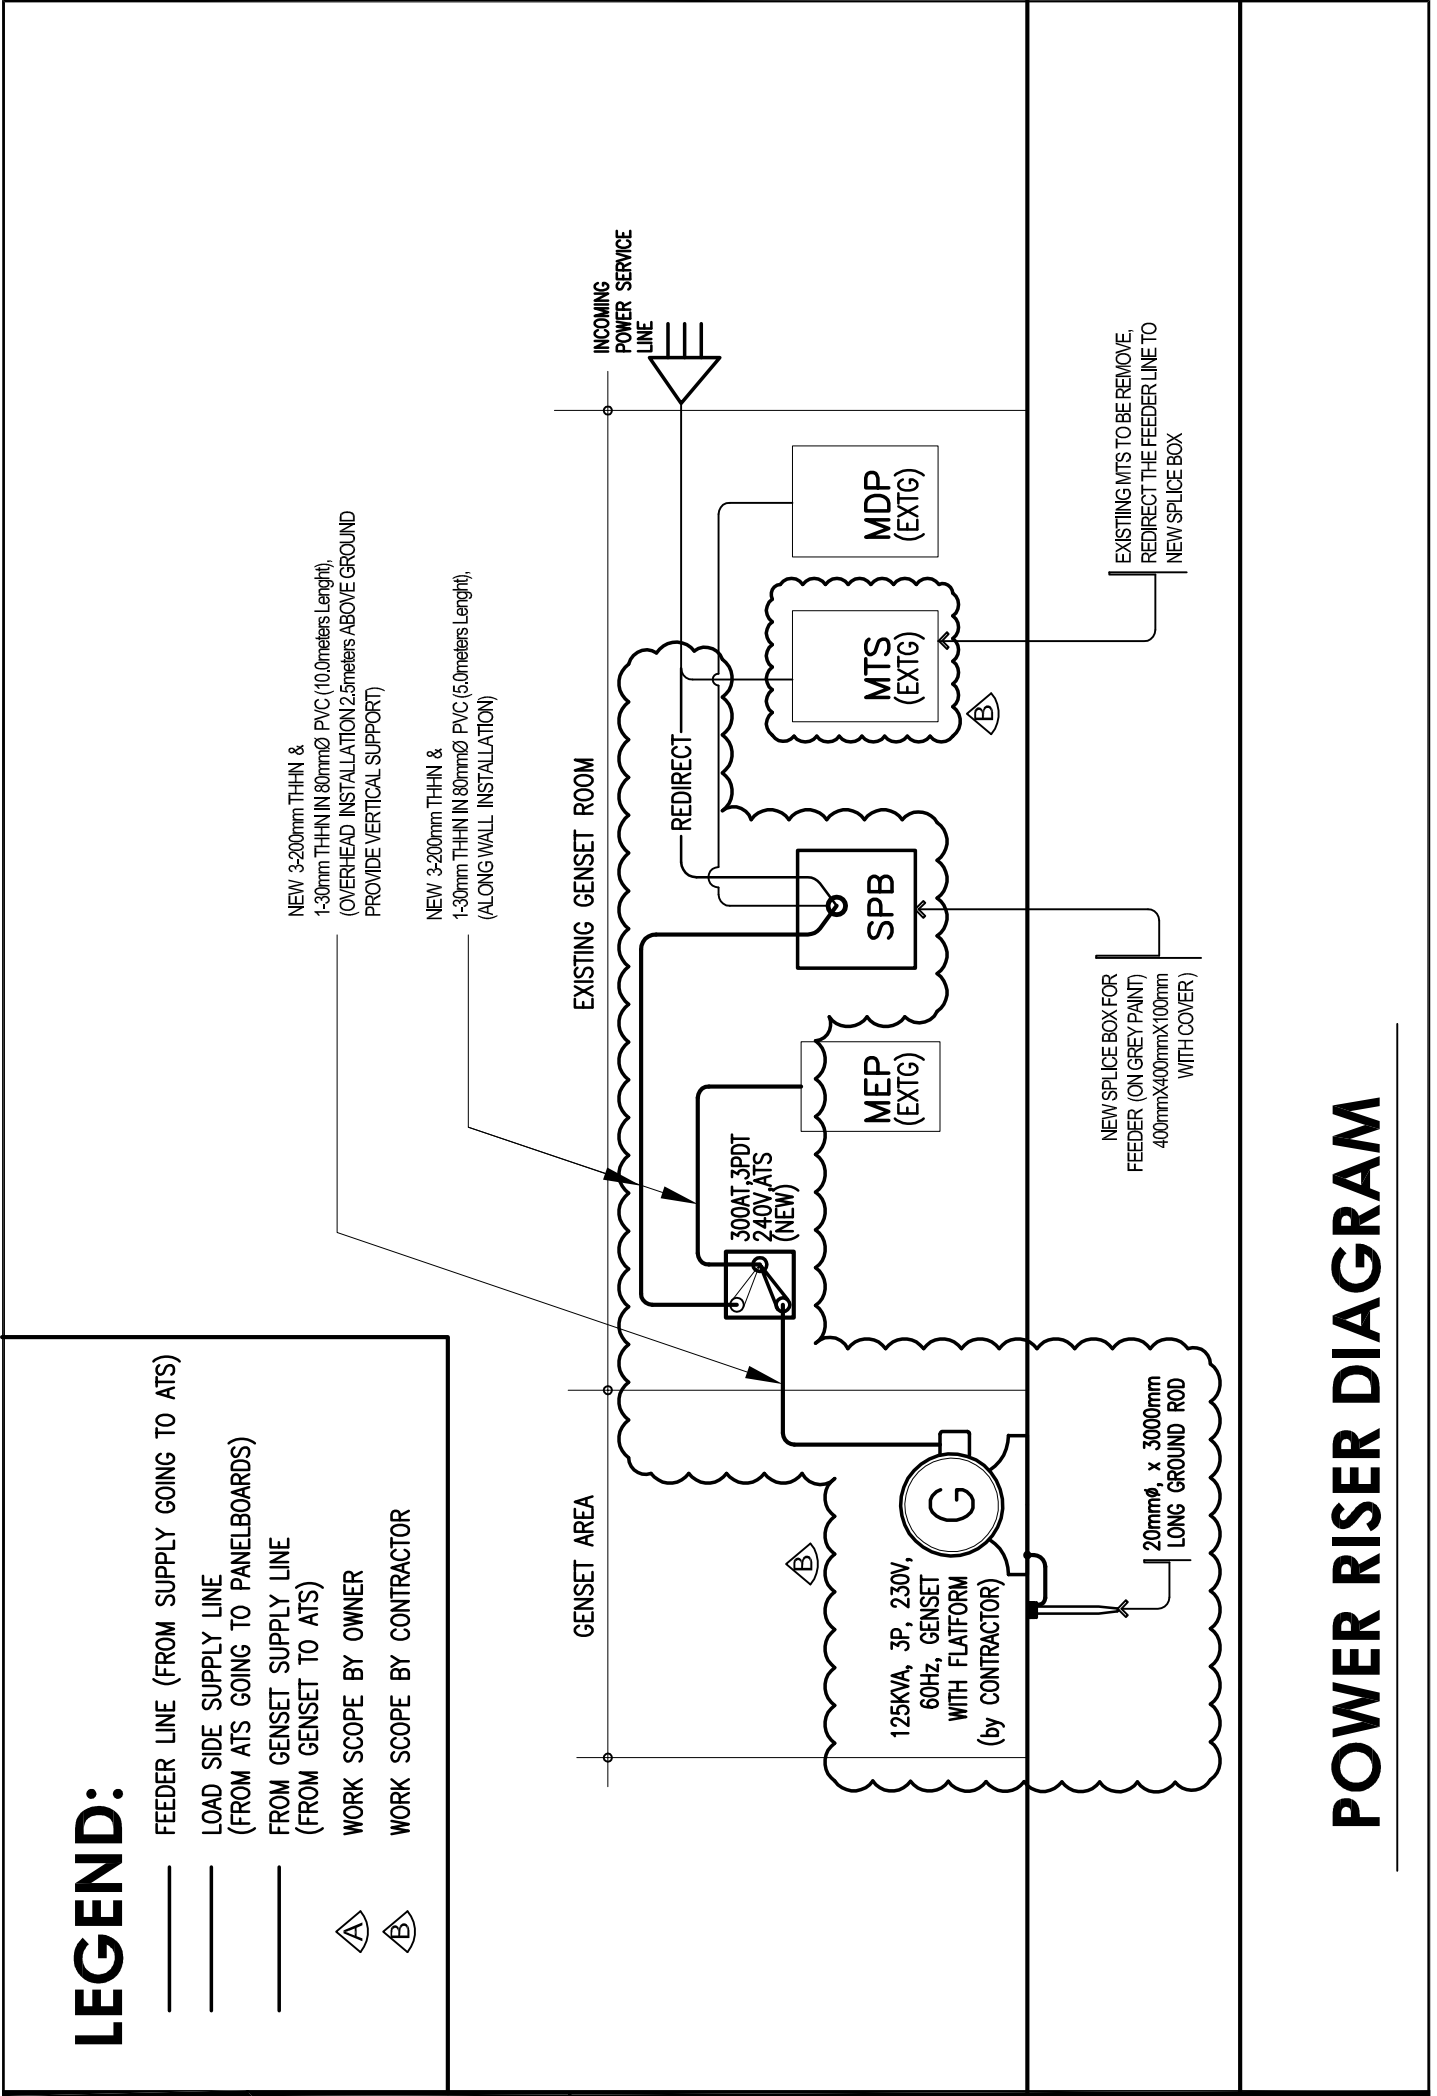 LEGEND:
FEEDER LINE (FROM SUPPLY GOING TO ATS)
LOAD SIDE SUPPLY LINE
(FROM ATS GOING TO PANELBOARDS)
FROM GENSET SUPPLY LINE
(FROM GENSET TO ATS)
A
WORK SCOPE BY OWNER
B
WORK SCOPE BY CONTRACTOR
NEW 3-200mm THHN &
1-30mm THHN IN 80mmØ PVC (10.0meters Lenght),
(OVERHEAD INSTALLATION 2.5meters ABOVE GROUND
PROVIDE VERTICAL SUPPORT)
NEW 3-200mm THHN &
1-30mm THHN IN 80mmØ PVC (5.0meters Lenght),
(ALONG WALL INSTALLATION)
GENSET AREA
EXISTING GENSET ROOM
INCOMING
POWER SERVICE
LINE
REDIRECT
300AT,3PDT
240V,ATS
(NEW)
B
125KVA, 3P, 230V,
60Hz, GENSET
WITH FLATFORM
(by CONTRACTOR)
G
MEP
(EXTG)
SPB
MTS
(EXTG)
MDP
(EXTG)
B
20mmø, x 3000mm
LONG GROUND ROD
NEW SPLICE BOX FOR
FEEDER (ON GREY PAINT)
400mmX400mmX100mm
WITH COVER )
EXISTIING MTS TO BE REMOVE,
REDIRECT THE FEEDER LINE TO
NEW SPLICE BOX
POWER RISER DIAGRAM